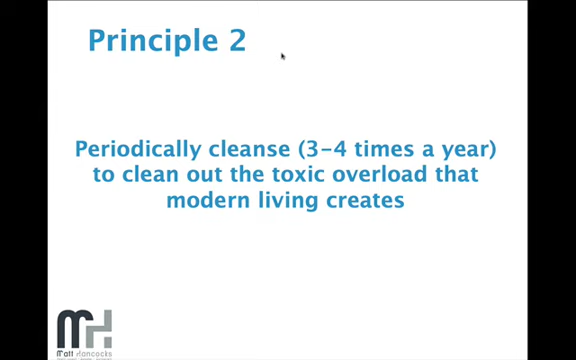 Principle 2
Periodically cleanse (3-4 times a year)
to clean out the toxic overload that
modern living creates
MH
Matt Hancocks